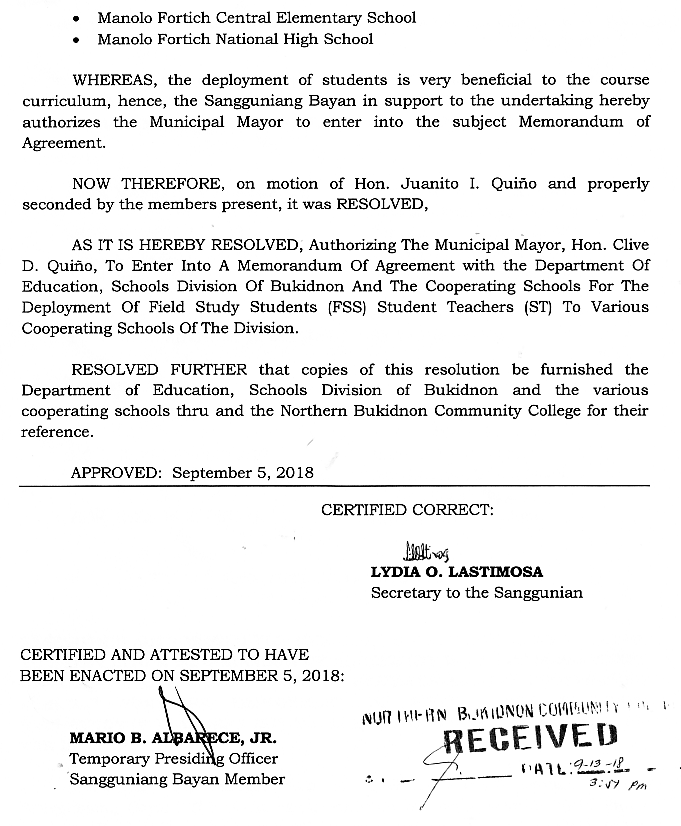 • Manolo Fortich Central Elementary School
• Manolo Fortich National High School
WHEREAS, the deployment of students is very beneficial to the course
curriculum, hence, the Sangguniang Bayan in support to the undertaking hereby
authorizes the Municipal Mayor to enter into the subject Memorandum of
Agreement.
NOW THEREFORE, on motion of Hon. Juanito I. Quiño and properly
seconded by the members present, it was RESOLVED,
AS IT IS HEREBY RESOLVED, Authorizing The Municipal Mayor, Hon. Clive
D. Quiño, To Enter Into A Memorandum Of Agreement with the Department Of
Education, Schools Division Of Bukidnon And The Cooperating Schools For The
Deployment Of Field Study Students (FSS) Student Teachers (ST) To Various
Cooperating Schools Of The Division.
RESOLVED FURTHER that copies of this resolution be furnished the
Department of Education, Schools Division of Bukidnon and the various
cooperating schools thru and the Northern Bukidnon Community College for their
reference.
APPROVED: September 5, 2018
CERTIFIED CORRECT:
LYDIA O. LASTIMOSA
Secretary to the Sanggunian
CERTIFIED AND ATTESTED TO HAVE
BEEN ENACTED ON SEPTEMBER 5, 2018:
MARIO B. ALBARECE, JR.
Temporary Presiding Officer
Sangguniang Bayan Member
NORTHERN BUKIDNON COMMUNITY
RECEIVED
DATE: 9-13-18
3:57 PM